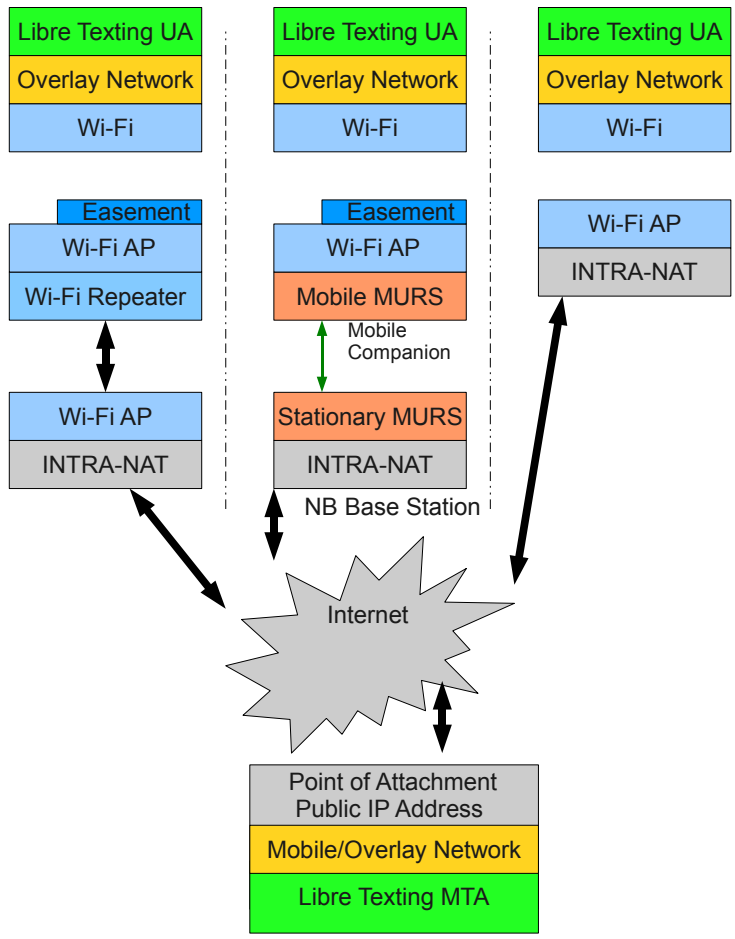 Libre Texting UA
Overlay Network
Wi-Fi
Easement
Wi-Fi AP
Wi-Fi Repeater
Wi-Fi AP
INTRA-NAT
Libre Texting UA
Overlay Network
Wi-Fi
Easement
Wi-Fi AP
Mobile MURS
Mobile
Companion
Stationary MURS
INTRA-NAT
NB Base Station
Libre Texting UA
Overlay Network
Wi-Fi
Wi-Fi AP
INTRA-NAT
Internet
Point of Attachment
Public IP Address
Mobile/Overlay Network
Libre Texting MTA